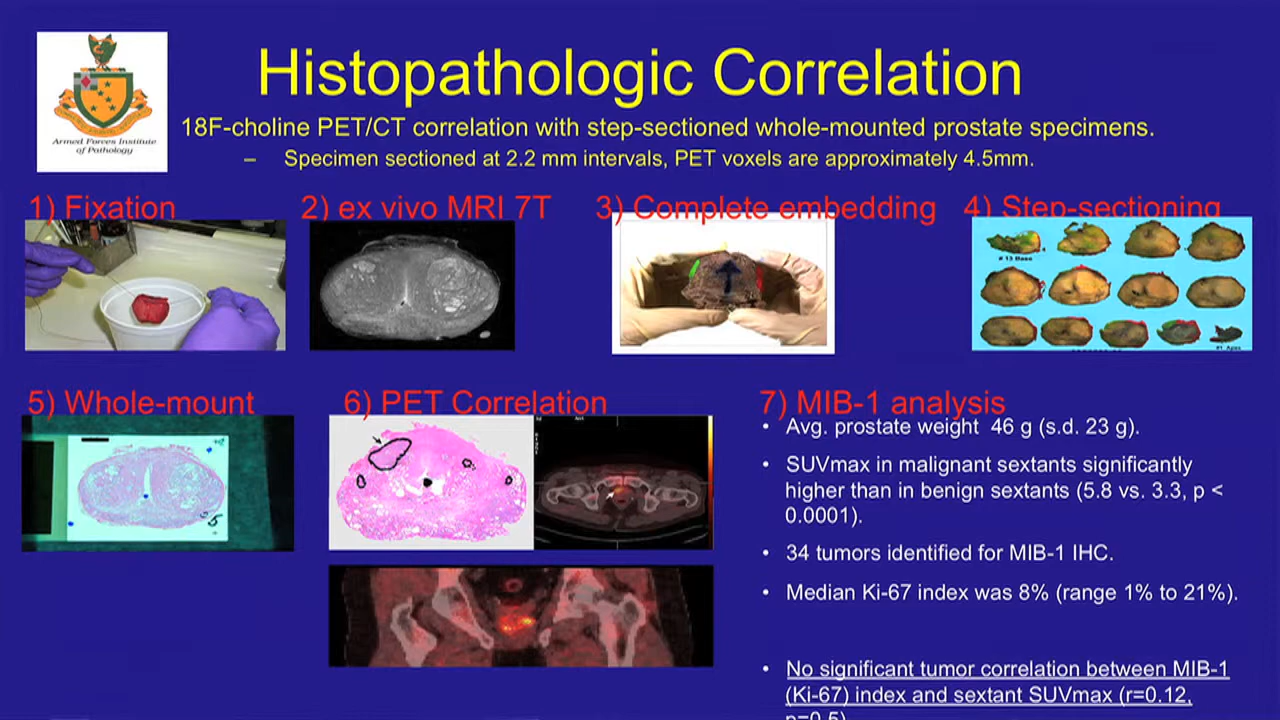 Histopathologic Correlation
Armed Forces Institute
of Pathology
18F-choline PET/CT correlation with step-sectioned whole-mounted prostate specimens.
– Specimen sectioned at 2.2 mm intervals, PET voxels are approximately 4.5mm.
1) Fixation
2) ex vivo MRI 7T
3) Complete embedding
4) Step-sectioning
# 13 Base
#1 Apex
5) Whole-mount
6) PET Correlation
7) MIB-1 analysis
• Avg. prostate weight 46 g (s.d. 23 g).
• SUVmax in malignant sextants significantly
higher than in benign sextants (5.8 vs. 3.3, p <
0.0001).
• 34 tumors identified for MIB-1 IHC.
• Median Ki-67 index was 8% (range 1% to 21%).
• No significant tumor correlation between MIB-1
(Ki-67) index and sextant SUVmax (r=0.12,
p=0.5)